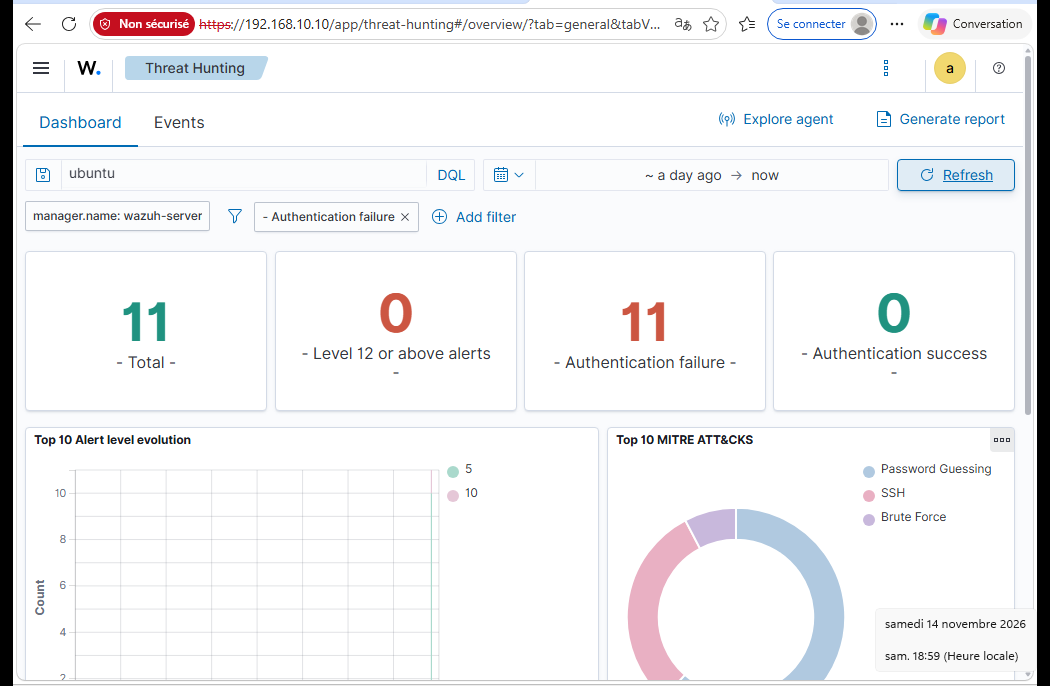 Non sécurisé https://192.168.10.10/app/threat-hunting#/overview/?tab=general&tabV... Se connecter Conversation
W. Threat Hunting a
Dashboard Events Explore agent Generate report
ubuntu DQL ~ a day ago → now Refresh
manager.name: wazuh-server - Authentication failure × Add filter
11
- Total -
0
- Level 12 or above alerts
-
11
- Authentication failure -
0
- Authentication success
-
Top 10 Alert level evolution
5
10
10
8
6
4
2
Count
Top 10 MITRE ATT&CKS
Password Guessing
SSH
Brute Force
samedi 14 novembre 2026
sam. 18:59 (Heure locale)